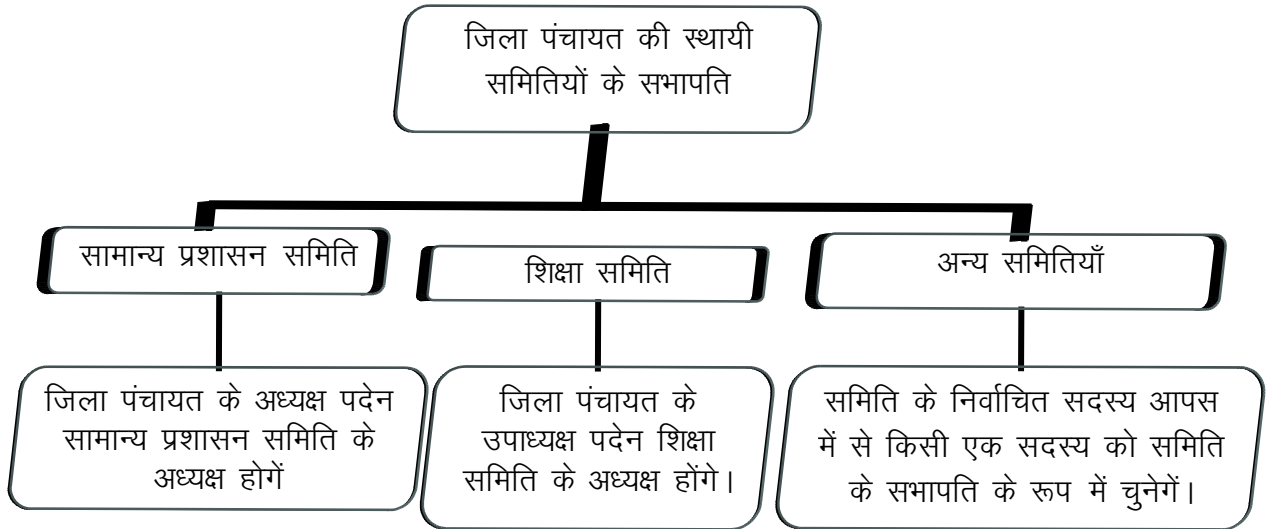 जिला पंचायत की स्थायी
समितियों के सभापति
सामान्य प्रशासन समिति
शिक्षा समिति
अन्य समितियाँ
जिला पंचायत के अध्यक्ष पदेन
सामान्य प्रशासन समिति के
अध्यक्ष होगें
जिला पंचायत के
उपाध्यक्ष पदेन शिक्षा
समिति के अध्यक्ष होंगे।
समिति के निर्वाचित सदस्य आपस
में से किसी एक सदस्य को समिति
के सभापति के रूप में चुनेगें।